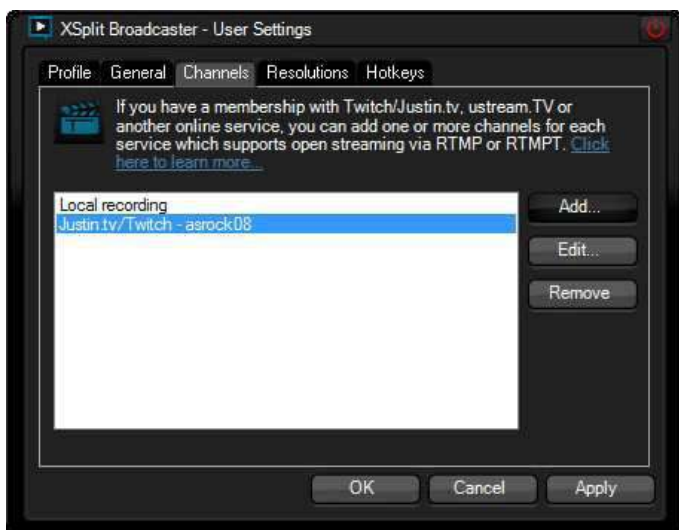 XSplit Broadcaster - User Settings
Profile General Channels Resolutions Hotkeys
If you have a membership with Twitch/Justin.tv, ustream.TV or
another online service, you can add one or more channels for each
service which supports open streaming via RTMP or RTMPT. Click
here to learn more...
Local recording
Justin.tv/Twitch - asrock08
Add...
Edit...
Remove
OK Cancel Apply